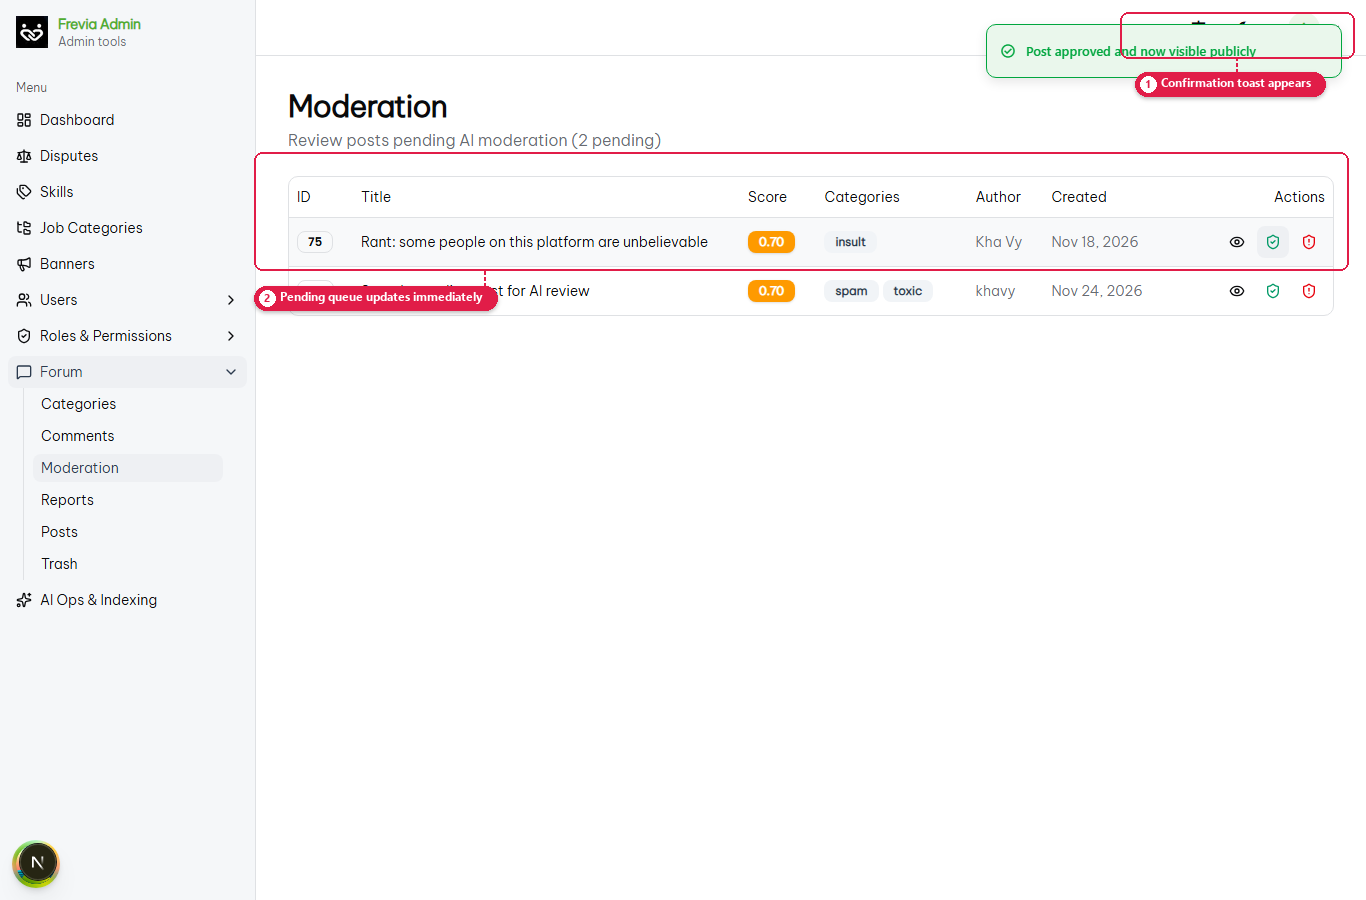 Frevia Admin
Admin tools
Menu
Dashboard
Disputes
Skills
Job Categories
Banners
Users
Roles & Permissions
Forum
Categories
Comments
Moderation
Reports
Posts
Trash
AI Ops & Indexing
N
Post approved and now visible publicly
1 Confirmation toast appears
Moderation
Review posts pending AI moderation (2 pending)
ID Title Score Categories Author Created Actions
75 Rant: some people on this platform are unbelievable 0.70 insult Kha Vy Nov 18, 2026
2 Pending queue updates immediately
for AI review 0.70 spam toxic khavy Nov 24, 2026